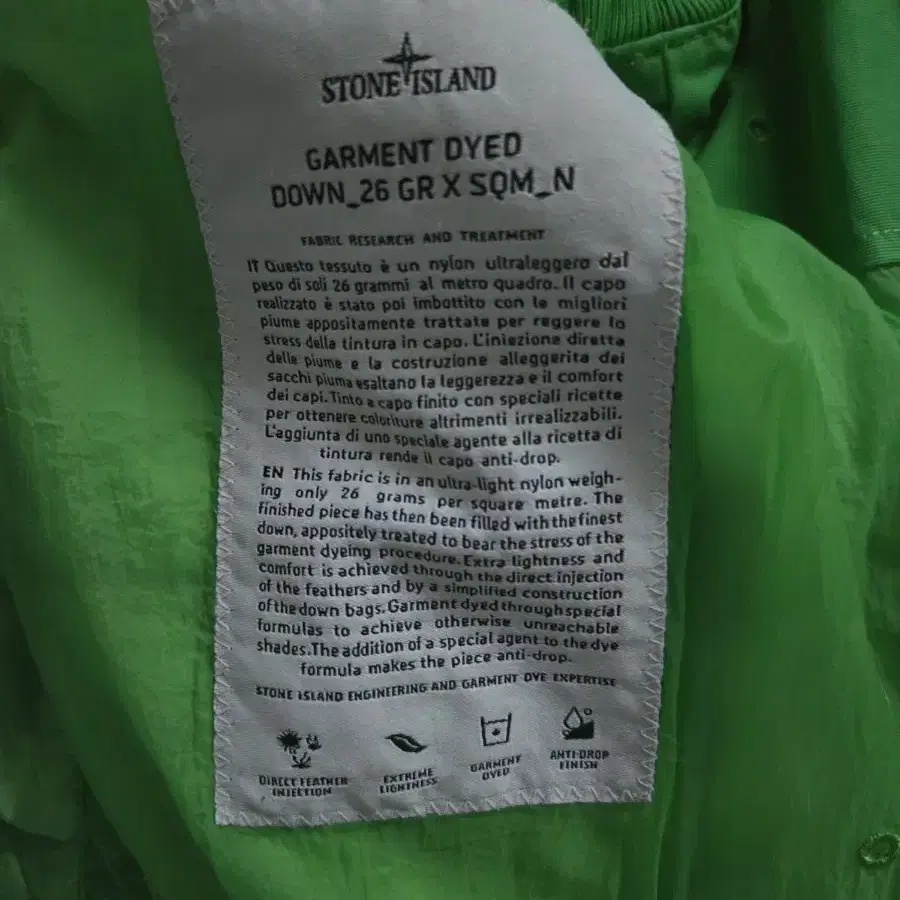 STONE ISLAND
GARMENT DYED
DOWN_26 GR X SQM_N
FABRIC RESEARCH AND TREATMENT
IT Questo tessuto è un nylon ultraleggero dal
peso di soli 26 grammi al metro quadro. Il capo
realizzato è stato poi imbottito con le migliori
piume appositamente trattate per reggere lo
stress della tintura in capo. L'iniezione diretta
delle piume e la costruzione alleggerita dei
sacchi piuma esaltano la leggerezza e il comfort
dei capi. Tinto a capo finito con speciali ricette
per ottenere coloriture altrimenti irrealizzabili.
L'aggiunta di uno speciale agente alla ricetta di
tintura rende il capo anti-drop.
EN This fabric is in an ultra-light nylon weigh-
ing only 26 grams per square metre. The
finished piece has then been filled with the finest
down, appositely treated to bear the stress of the
garment dyeing procedure. Extra lightness and
comfort is achieved through the direct injection
of the feathers and by a simplified construction
of the down bags. Garment dyed through special
formulas to achieve otherwise unreachable
shades. The addition of a special agent to the dye
formula makes the piece anti-drop.
STONE ISLAND ENGINEERING AND GARMENT DYE EXPERTISE
DIRECT FEATHER
INJECTION
EXTREME
LIGHTNESS
GARMENT
DYED
ANTI-DROP
FINISH